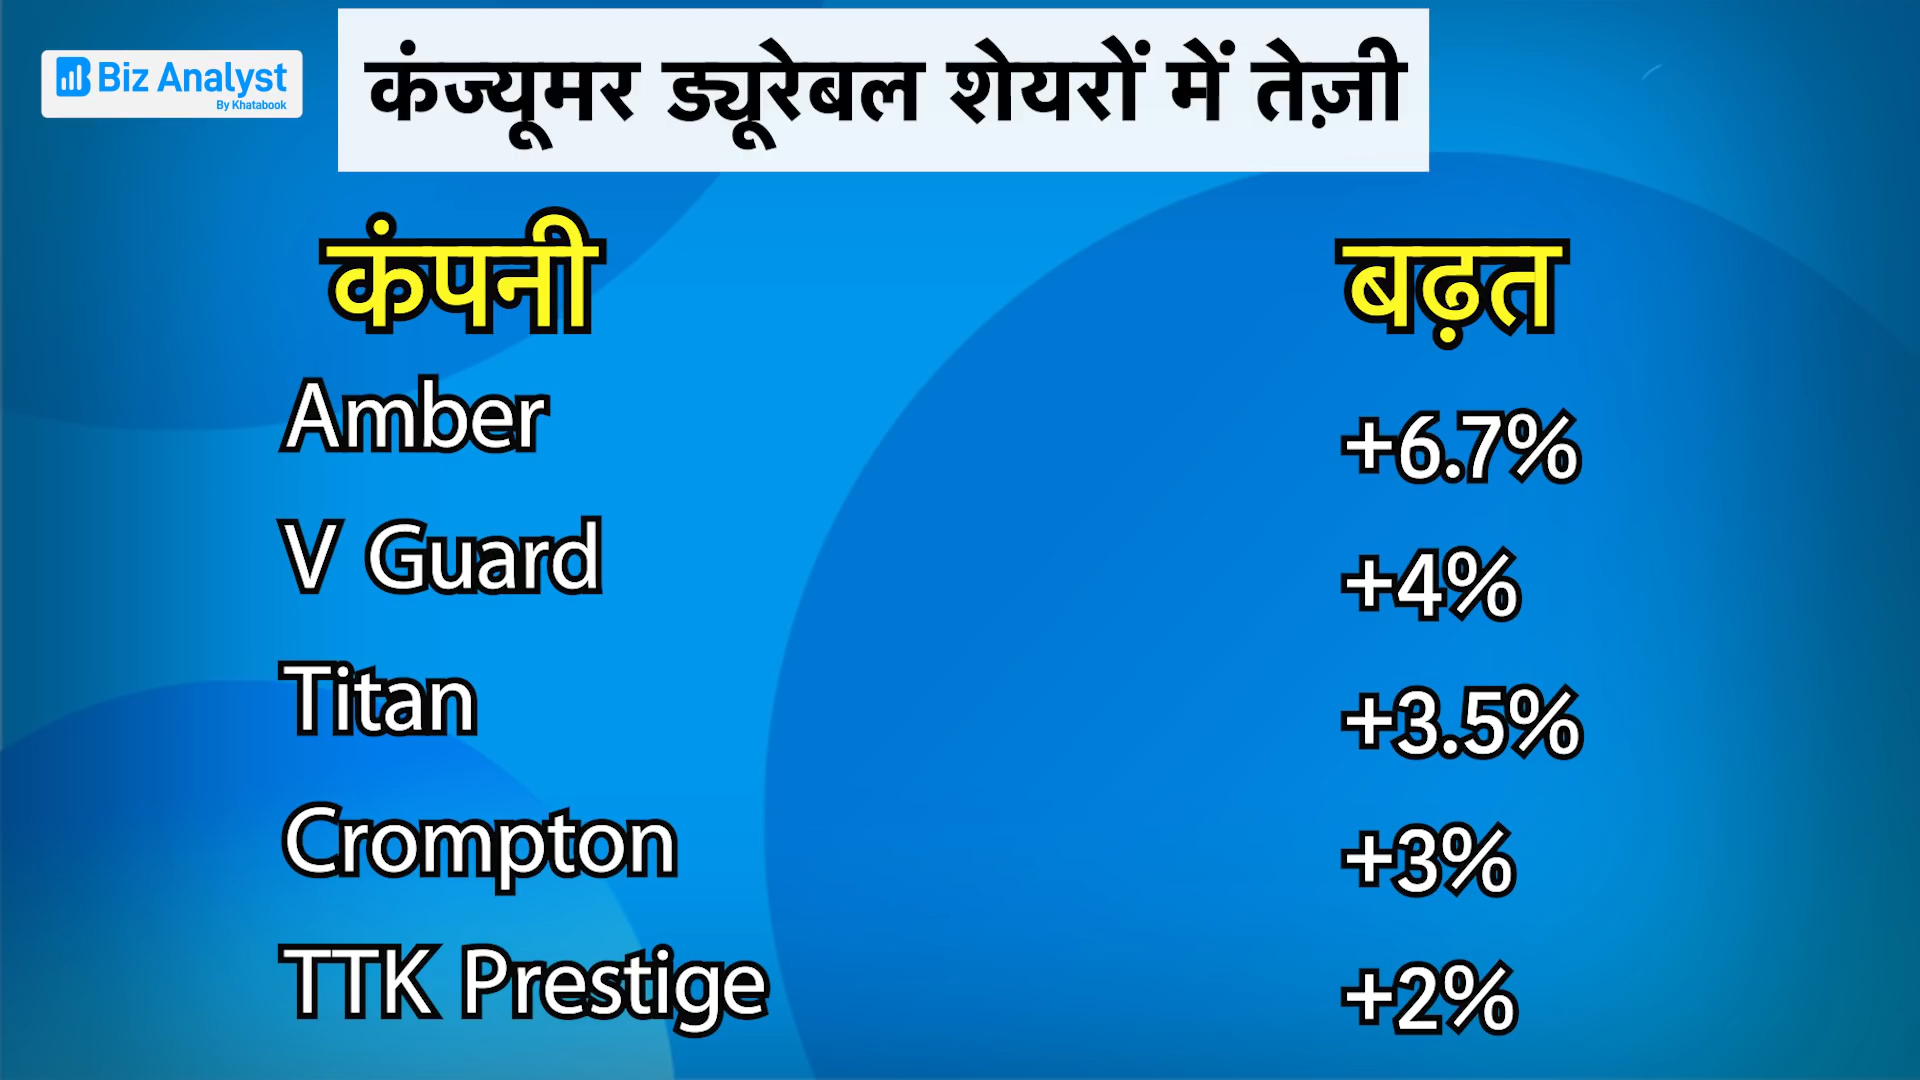 Biz Analyst
By Khatabook
कंज्यूमर ड्यूरेबल शेयरों में तेज़ी
कंपनी बढ़त
Amber +6.7%
V Guard +4%
Titan +3.5%
Crompton +3%
TTK Prestige +2%